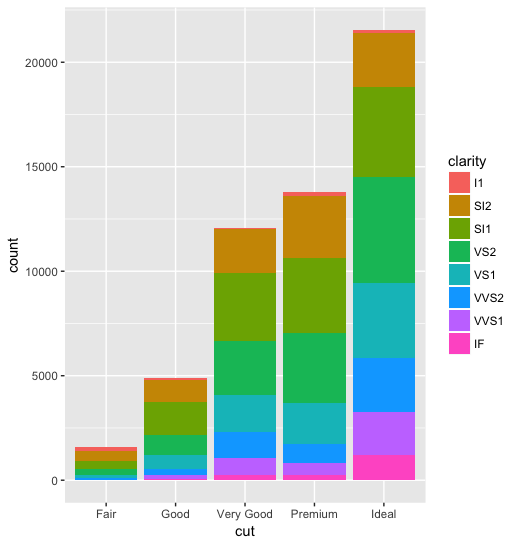 20000
15000
10000
5000
0
count
Fair Good Very Good Premium Ideal
cut
clarity
I1
SI2
SI1
VS2
VS1
VVS2
VVS1
IF